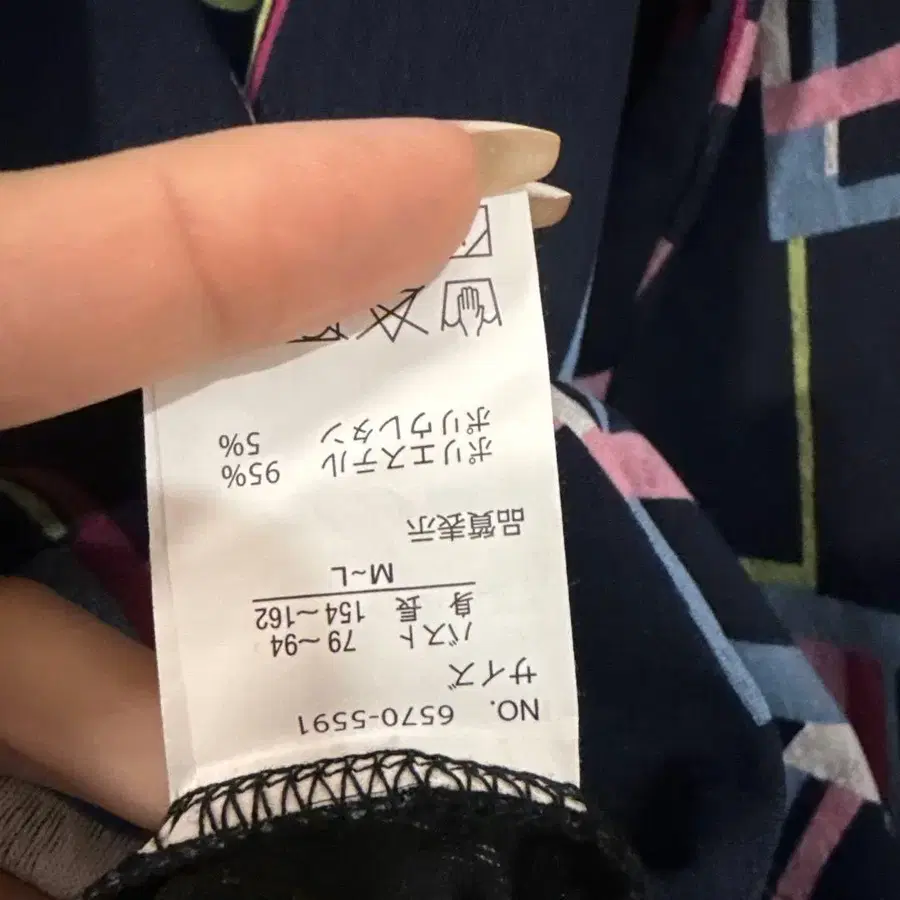 NO. 6570-5591
サイズ
バスト 79~94
身長 154~162
M~L
品質表示
ポリエステル 95%
ポリウレタン 5%